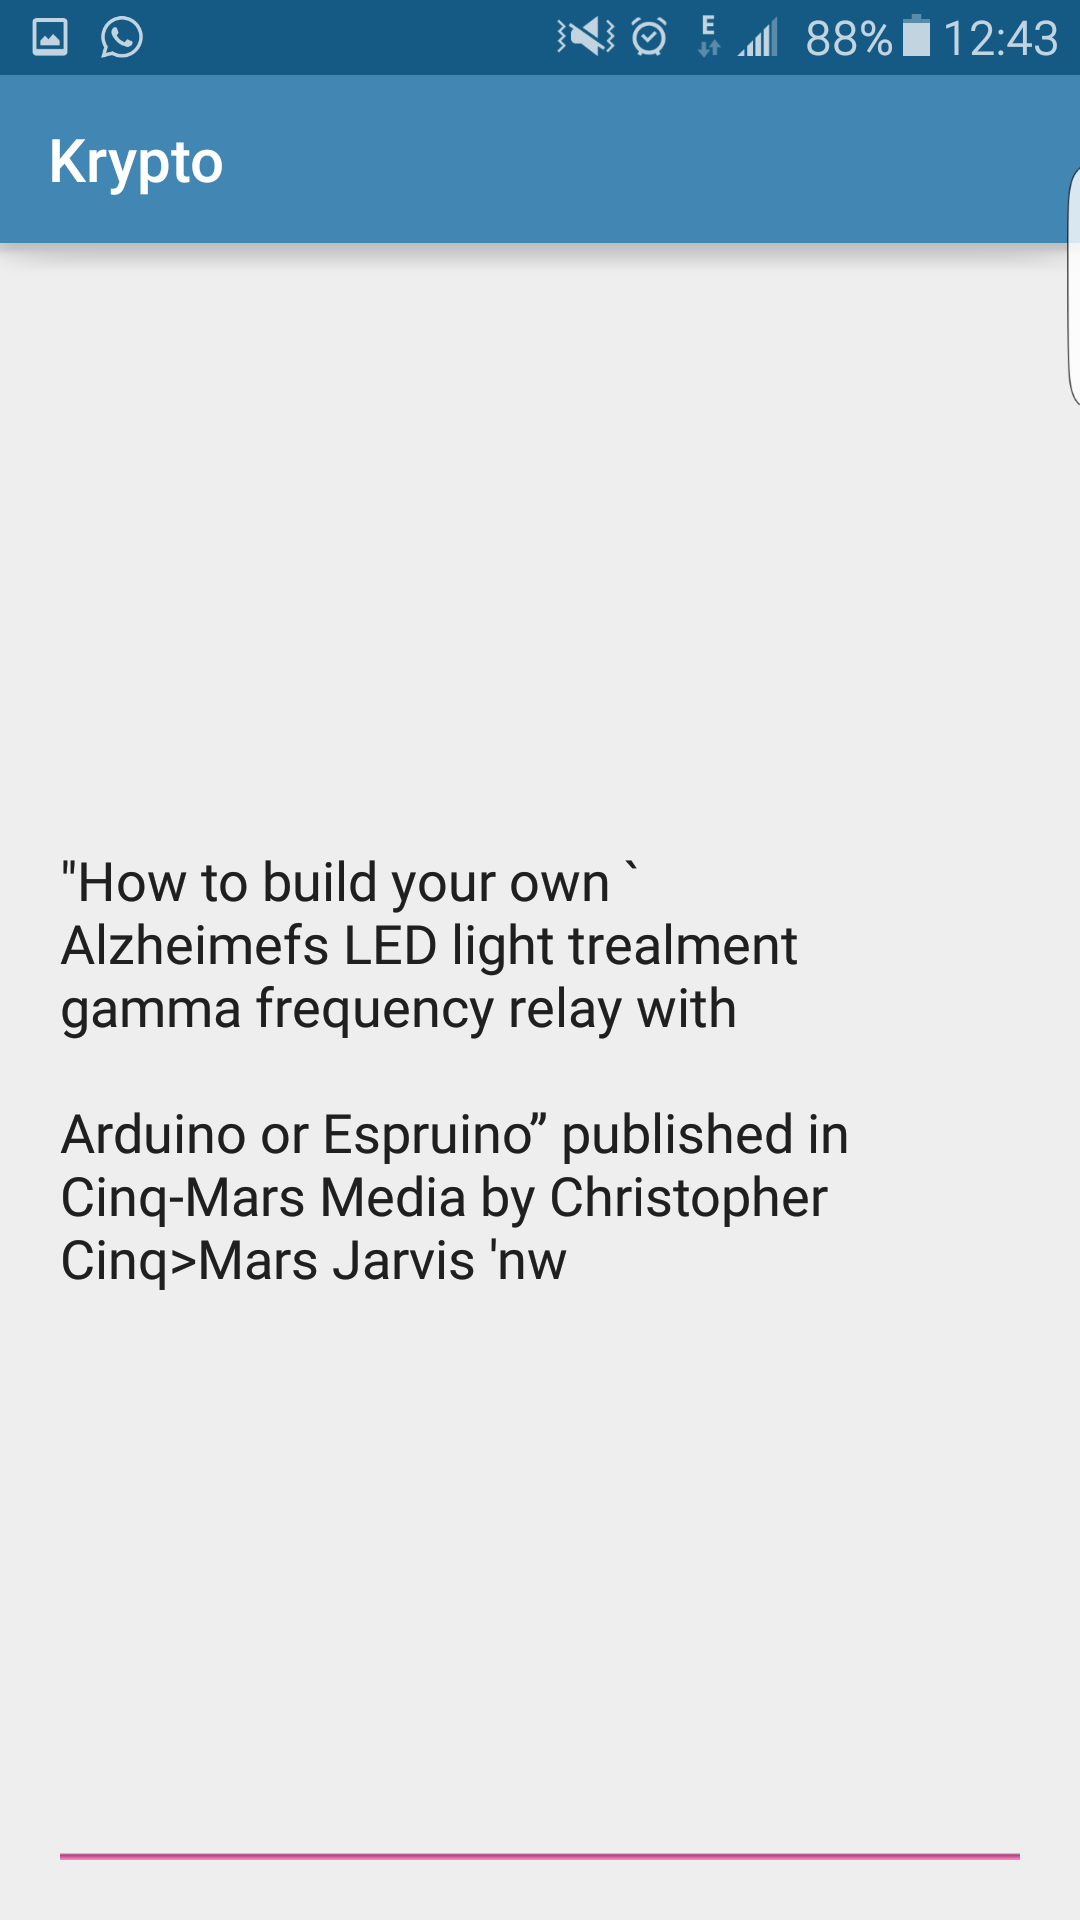 E
88%
12:43
Krypto
"How to build your own `
Alzheimefs LED light trealment
gamma frequency relay with
Arduino or Espruino” published in
Cinq-Mars Media by Christopher
Cinq>Mars Jarvis 'nw